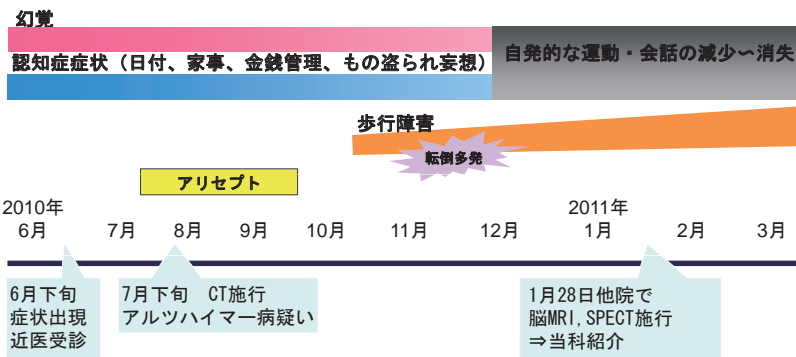 幻覚
認知症症状（日付、家事、金銭管理、もの盗られ妄想）
自発的な運動・会話の減少〜消失
歩行障害
転倒多発
アリセプト
2010年 2011年
6月 7月 8月 9月 10月 11月 12月 1月 2月 3月
6月下旬
症状出現
近医受診
7月下旬　CT施行
アルツハイマー病疑い
1月28日他院で
脳MRI,SPECT施行
⇒当科紹介